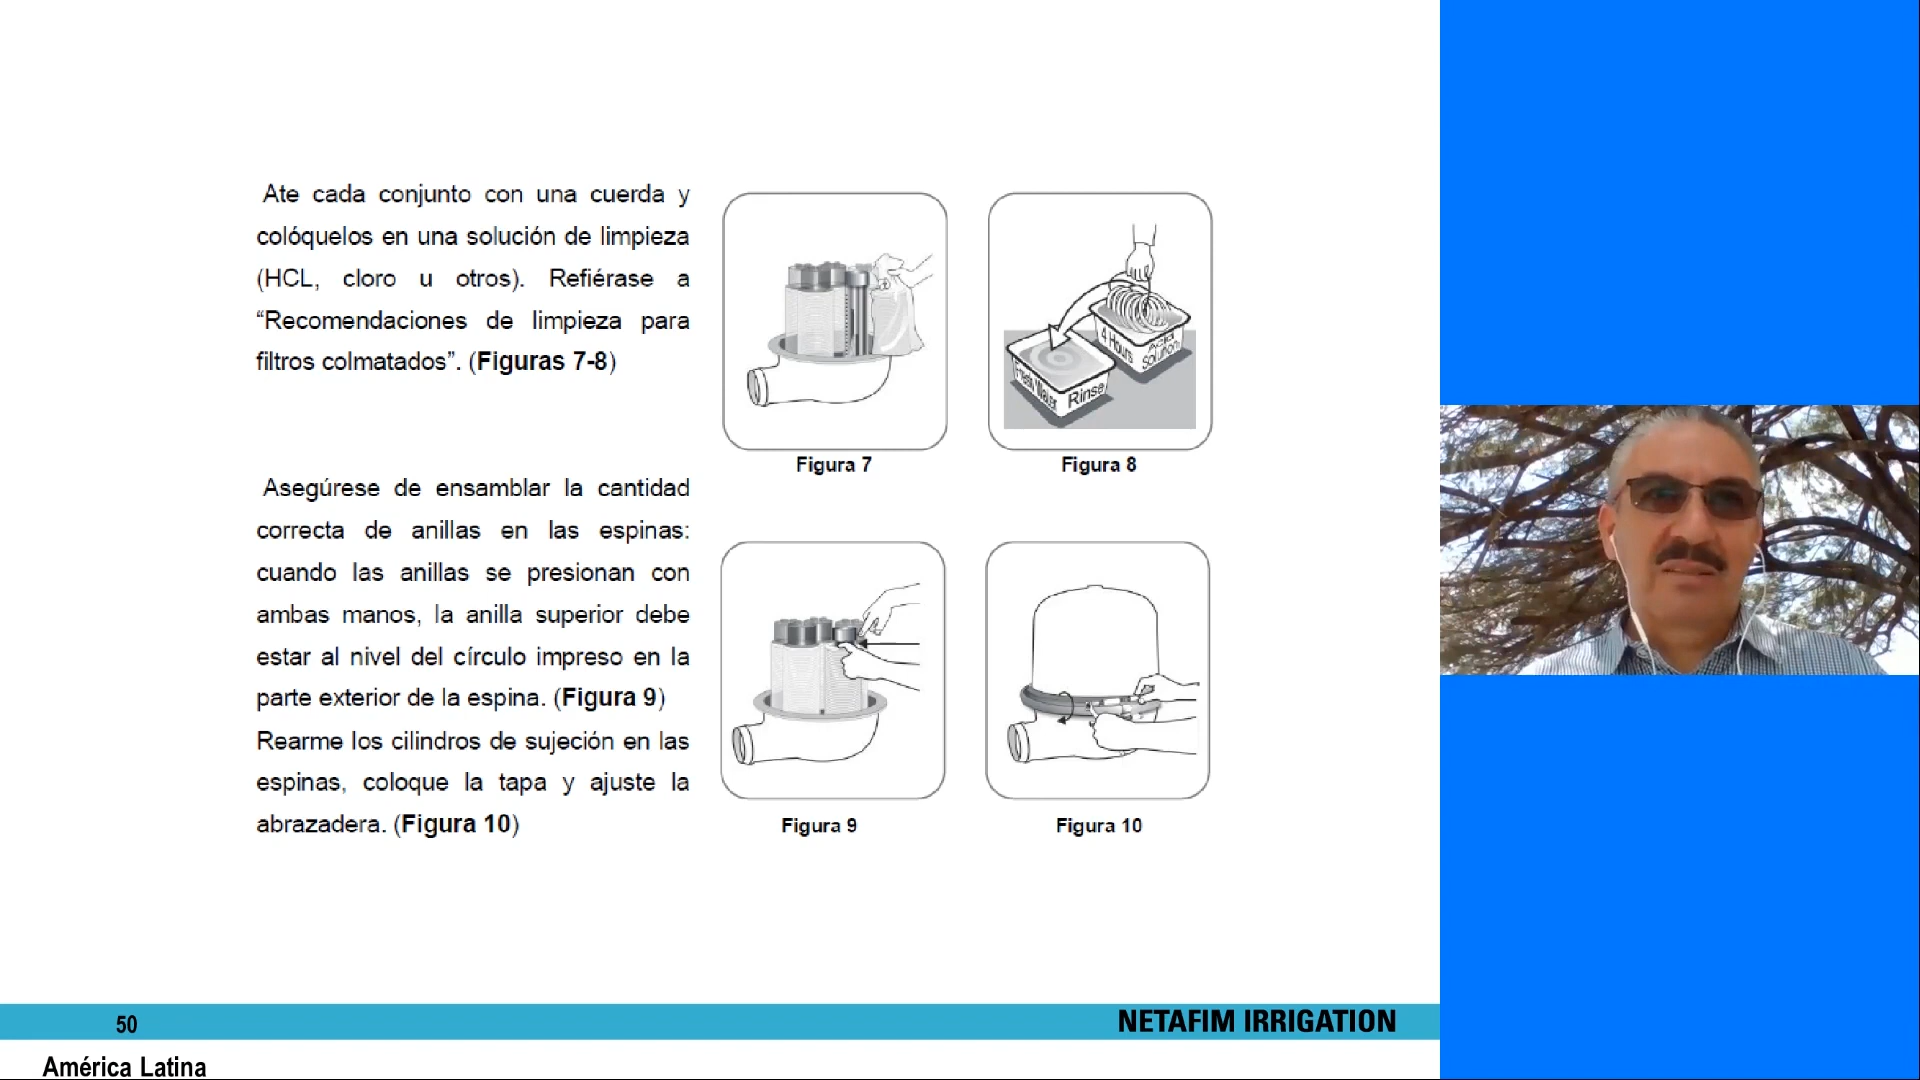 Ate cada conjunto con una cuerda y
colóquelos en una solución de limpieza
(HCL, cloro u otros). Refiérase a
“Recomendaciones de limpieza para
filtros colmatados”. (Figuras 7-8)
4 Hours
Acid
Solution
Fresh Water
Rinse
Figura 7
Figura 8
Asegúrese de ensamblar la cantidad
correcta de anillas en las espinas:
cuando las anillas se presionan con
ambas manos, la anilla superior debe
estar al nivel del círculo impreso en la
parte exterior de la espina. (Figura 9)
Rearme los cilindros de sujeción en las
espinas, coloque la tapa y ajuste la
abrazadera. (Figura 10)
Figura 9
Figura 10
50
NETAFIM IRRIGATION
América Latina